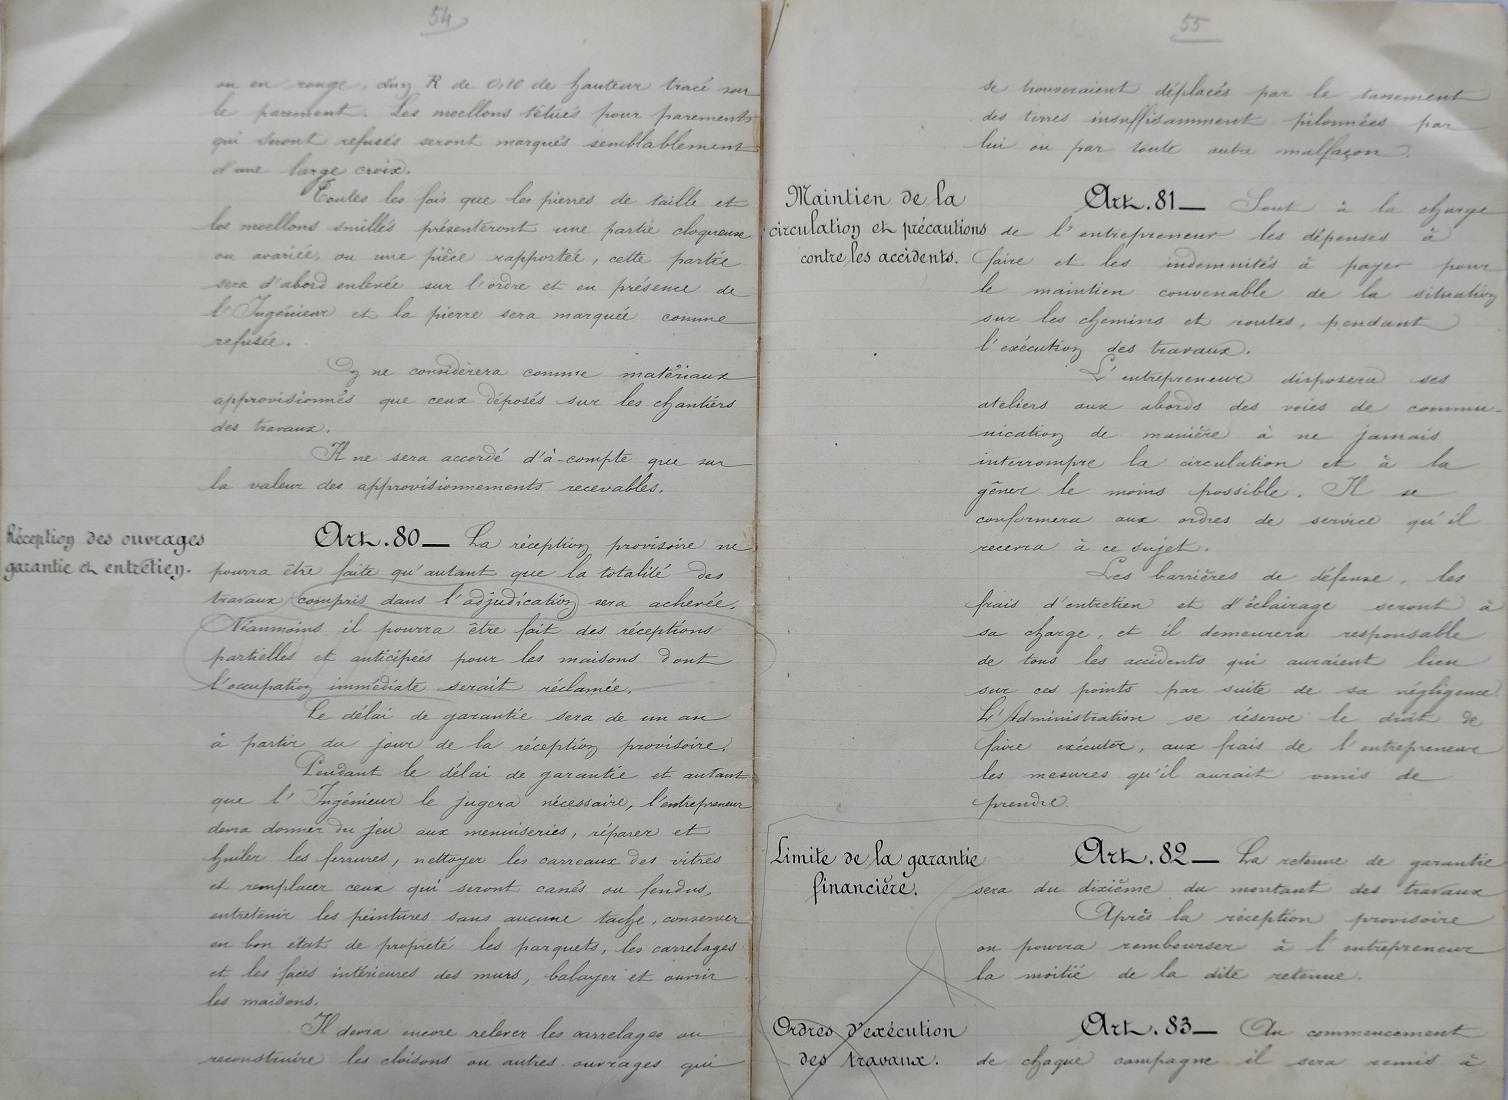 54
ou en rouge, d'un R de 0,10 de hauteur tracé sur
le parement. Les moellons têtués pour parements
qui seront refusés seront marqués semblablement
d'une large croix.
Toutes les fois que les pierres de taille et
les moellons smillés présenteront une partie cloqueuse
ou avariée, ou une pièce rapportée, cette partie
sera d'abord enlevée sur l'ordre et en présence de
l'Ingénieur et la pierre sera marquée comme
refusée.
On ne considérera comme matériaux
approvisionnés que ceux déposés sur les chantiers
des travaux.
Il ne sera accordé d'à-compte que sur
la valeur des approvisionnements recevables.
Réception des ouvrages
garantie et entretien.
Art. 80 — La réception provisoire ne
pourra être faite qu'autant que la totalité des
travaux compris dans l'adjudication sera achevée.
Néanmoins il pourra être fait des réceptions
partielles et anticipées pour les maisons dont
l'occupation immédiate serait réclamée.
Le délai de garantie sera de un an
à partir du jour de la réception provisoire.
Pendant le délai de garantie et autant
que l'Ingénieur le jugera nécessaire, l'entrepreneur
devra donner du jeu aux menuiseries, réparer et
huiler les ferrures, nettoyer les carreaux des vitres
et remplacer ceux qui seront cassés ou fendus,
entretenir les peintures sans aucune tache, conserver
en bon état de propreté les parquets, les carrelages
et les faces intérieures des murs, balayer et ouvrir
les maisons.
Il devra encore relever les carrelages ou
reconstruire les cloisons ou autres ouvrages qui
55
se trouveraient déplacés par le tassement
des terres insuffisamment pilonnées par
lui ou par toute autre malfaçon.
Maintien de la
circulation et précautions
contre les accidents.
Art. 81 — Sont à la charge
de l'entrepreneur les dépenses à
faire et les indemnités à payer pour
le maintien convenable de la situation
sur les chemins et routes, pendant
l'exécution des travaux.
L'entrepreneur disposera ses
ateliers aux abords des voies de commu-
nication de manière à ne jamais
interrompre la circulation et à la
gêner le moins possible. Il se
conformera aux ordres de service qu'il
recevra à ce sujet.
Les barrières de défense, les
frais d'entretien et d'éclairage seront à
sa charge, et il demeurera responsable
de tous les accidents qui auraient lieu
sur ces points par suite de sa négligence.
L'Administration se réserve le droit de
faire exécuter, aux frais de l'entrepreneur
les mesures qu'il aurait omis de
prendre.
Limite de la garantie
financière.
Art. 82 — La retenue de garantie
sera du dixième du montant des travaux
Après la réception provisoire
on pourra rembourser à l'entrepreneur
la moitié de la dite retenue.
Ordres d'exécution
des travaux.
Art. 83 — Au commencement
de chaque campagne il sera remis à